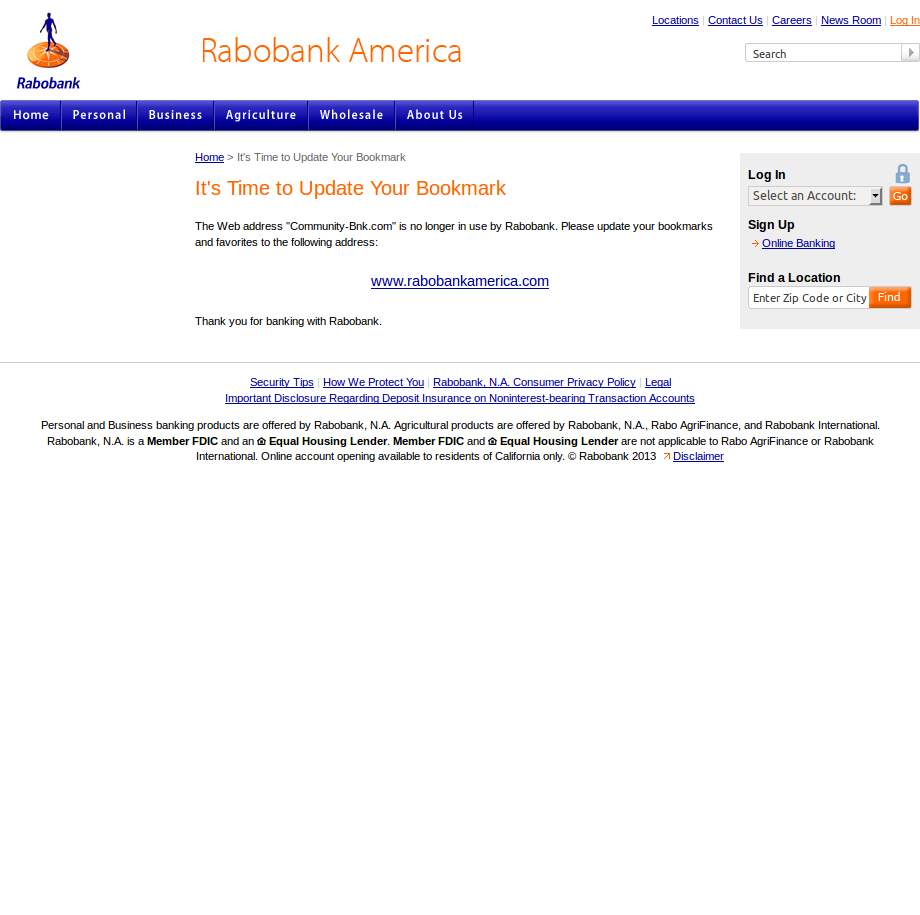 Locations | Contact Us | Careers | News Room | Log In
Rabobank America
Search
Rabobank
Home Personal Business Agriculture Wholesale About Us
Home > It's Time to Update Your Bookmark
It's Time to Update Your Bookmark
The Web address "Community-Bnk.com" is no longer in use by Rabobank. Please update your bookmarks
and favorites to the following address:
www.rabobankamerica.com
Thank you for banking with Rabobank.
Log In
Select an Account: Go
Sign Up
Online Banking
Find a Location
Enter Zip Code or City Find
Security Tips | How We Protect You | Rabobank, N.A. Consumer Privacy Policy | Legal
Important Disclosure Regarding Deposit Insurance on Noninterest-bearing Transaction Accounts
Personal and Business banking products are offered by Rabobank, N.A. Agricultural products are offered by Rabobank, N.A., Rabo AgriFinance, and Rabobank International.
Rabobank, N.A. is a Member FDIC and an Equal Housing Lender. Member FDIC and Equal Housing Lender are not applicable to Rabo AgriFinance or Rabobank
International. Online account opening available to residents of California only. © Rabobank 2013 Disclaimer